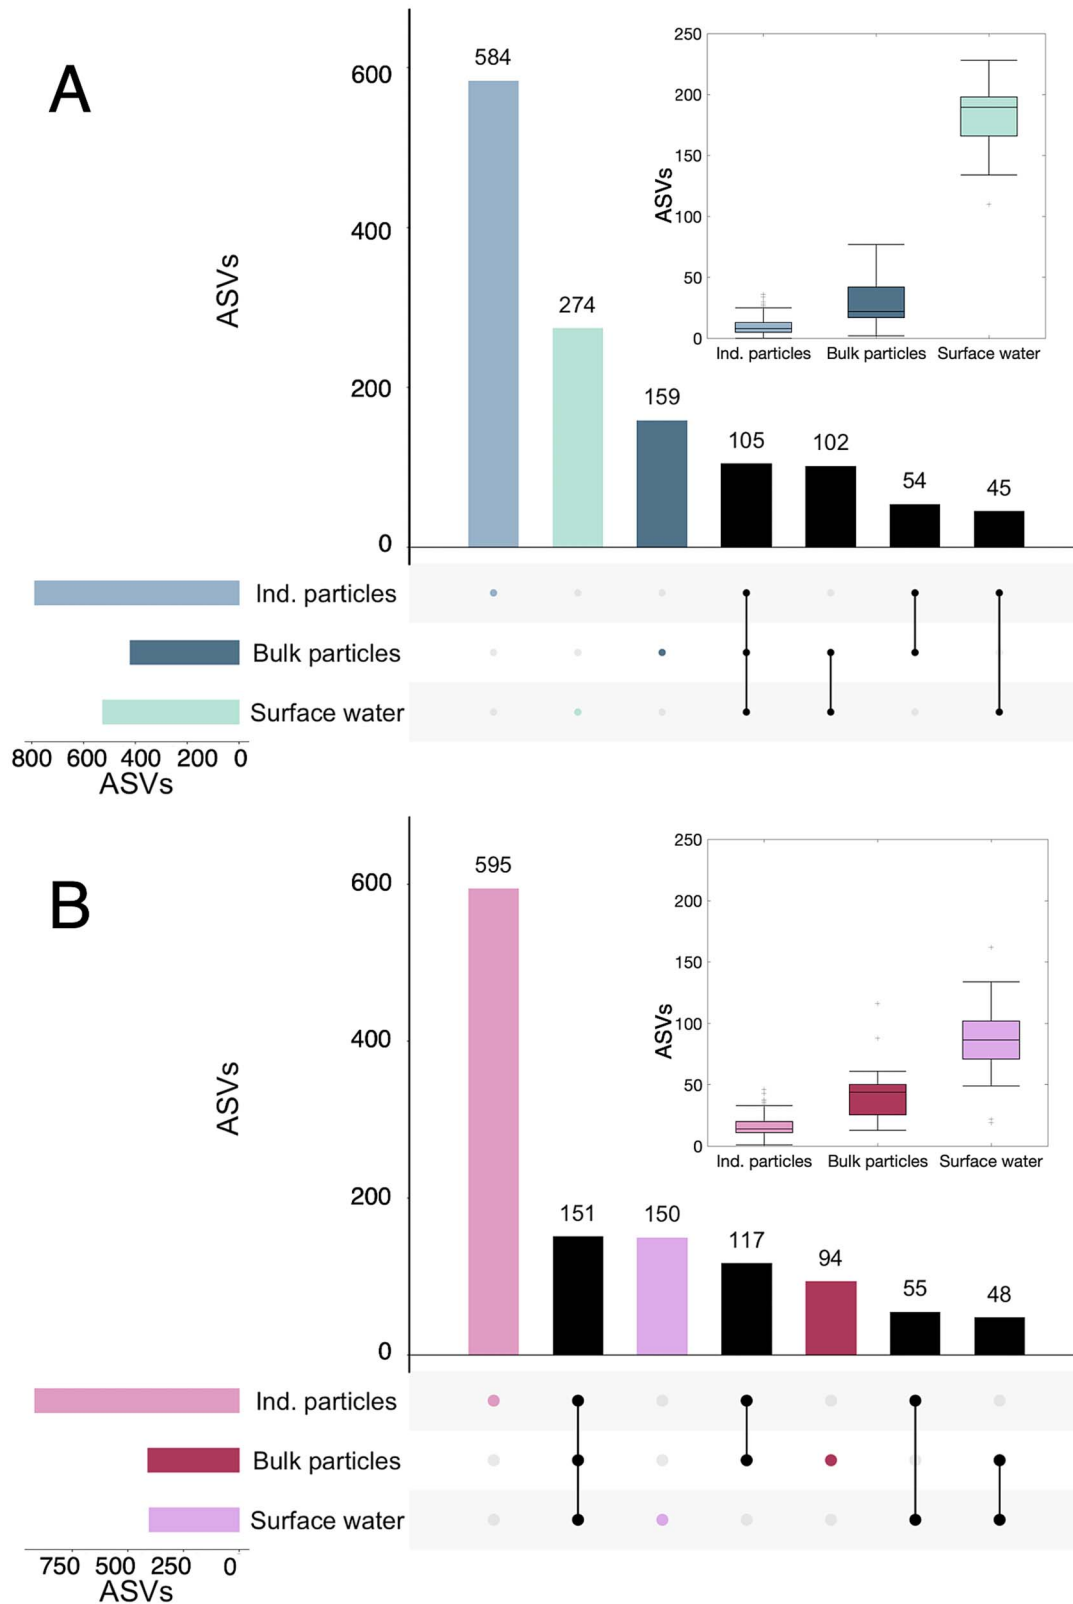 A
584
600
400
200
0
ASVs
274
159
105
102
54
45
250
200
150
100
50
0
ASVs
Ind. particles Bulk particles Surface water
Ind. particles
Bulk particles
Surface water
800 600 400 200 0
ASVs
B
595
600
400
200
0
ASVs
151
150
117
94
55
48
250
200
150
100
50
0
ASVs
Ind. particles Bulk particles Surface water
Ind. particles
Bulk particles
Surface water
750 500 250 0
ASVs